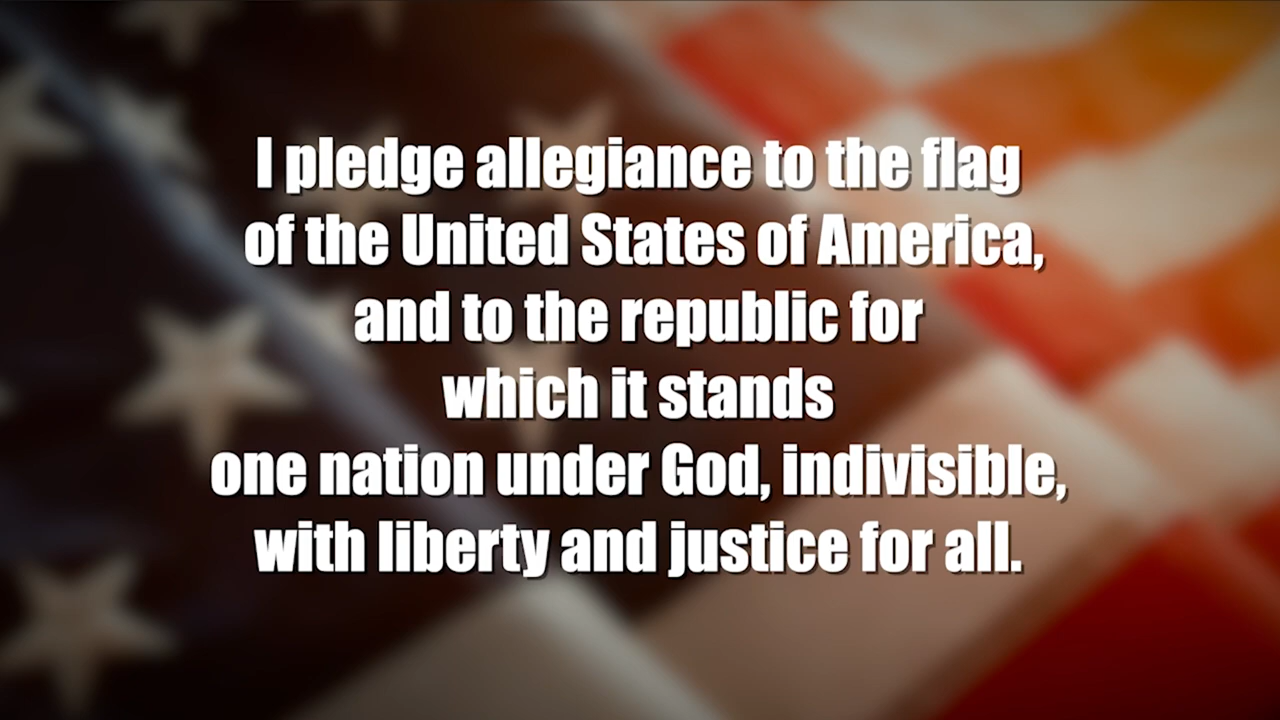 I pledge allegiance to the flag
of the United States of America,
and to the republic for
which it stands
one nation under God, indivisible,
with liberty and justice for all.